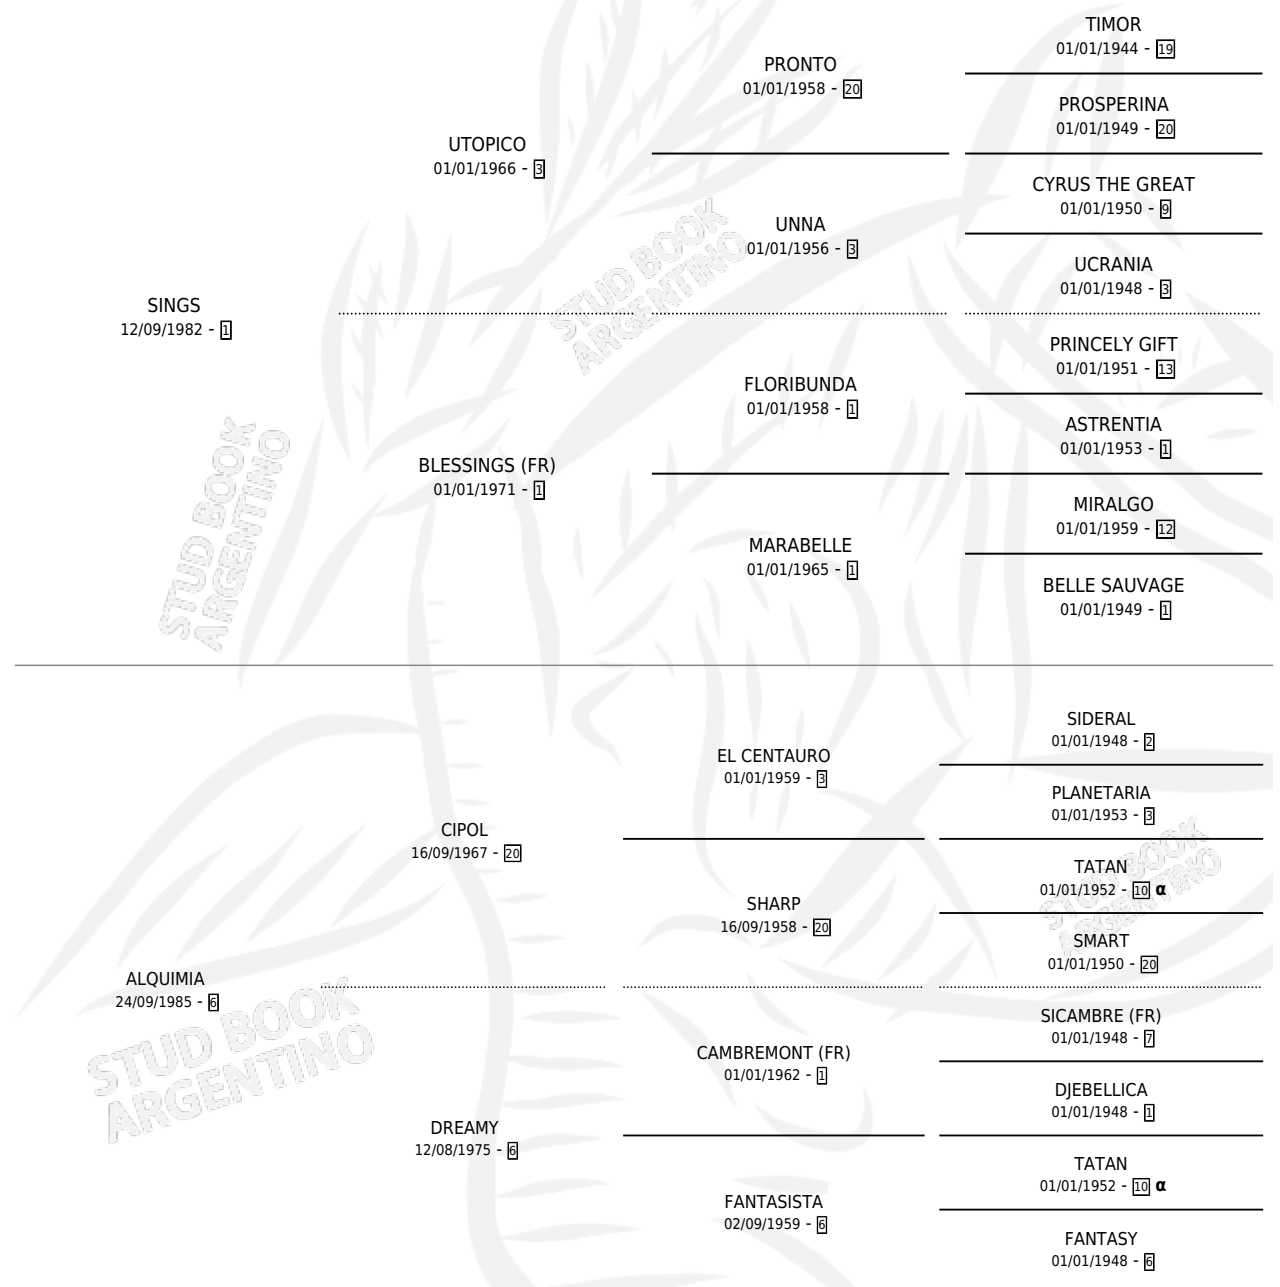 TIMOR
01/01/1944 - 19
PRONTO
01/01/1958 - 20
PROSPERINA
01/01/1949 - 20
UTOPICO
01/01/1966 - 3
CYRUS THE GREAT
01/01/1950 - 9
UNNA
01/01/1956 - 3
UCRANIA
01/01/1948 - 3
SINGS
12/09/1982 - 1
PRINCELY GIFT
01/01/1951 - 13
FLORIBUNDA
01/01/1958 - 1
ASTRENTIA
01/01/1953 - 1
BLESSINGS (FR)
01/01/1971 - 1
MIRALGO
01/01/1959 - 12
MARABELLE
01/01/1965 - 1
BELLE SAUVAGE
01/01/1949 - 1
STUD BOOK
ARGENTINO
STUD BOOK
ARGENTINO
SIDERAL
01/01/1948 - 2
EL CENTAURO
01/01/1959 - 3
PLANETARIA
01/01/1953 - 3
CIPOL
16/09/1967 - 20
TATAN
01/01/1952 - 10 α
SHARP
16/09/1958 - 20
SMART
01/01/1950 - 20
ALQUIMIA
24/09/1985 - 6
SICAMBRE (FR)
01/01/1948 - 7
CAMBREMONT (FR)
01/01/1962 - 1
DJEBELLICA
01/01/1948 - 1
DREAMY
12/08/1975 - 6
TATAN
01/01/1952 - 10 α
FANTASISTA
02/09/1959 - 6
FANTASY
01/01/1948 - 6
STUD BOOK
ARGENTINO
STUD BOOK
ARGENTINO